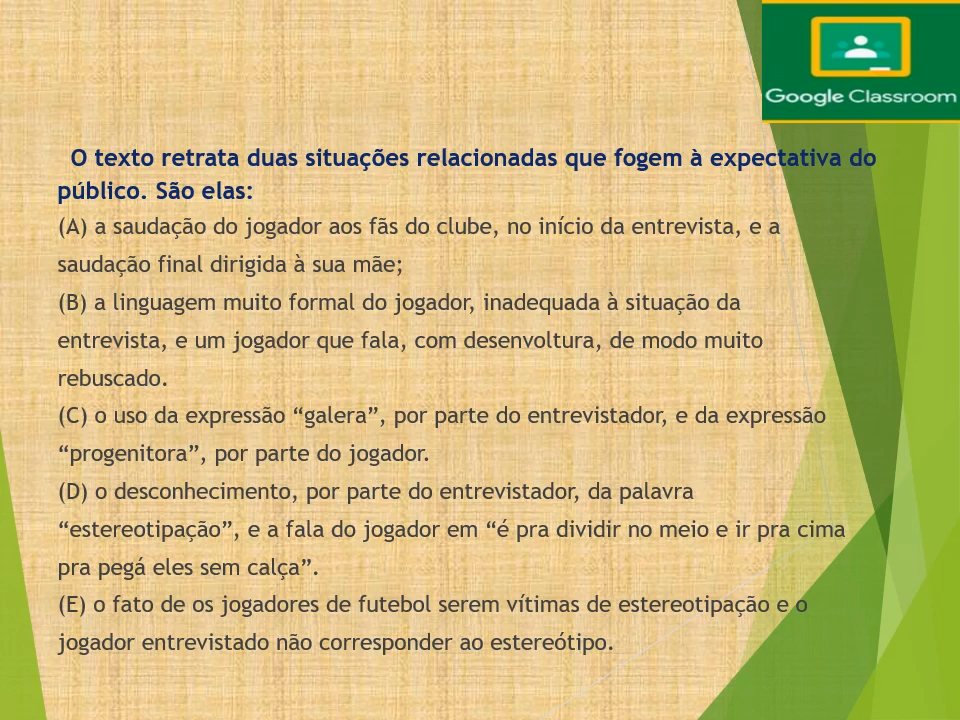 Google Classroom
O texto retrata duas situações relacionadas que fogem à expectativa do
público. São elas:
(A) a saudação do jogador aos fãs do clube, no início da entrevista, e a
saudação final dirigida à sua mãe;
(B) a linguagem muito formal do jogador, inadequada à situação da
entrevista, e um jogador que fala, com desenvoltura, de modo muito
rebuscado.
(C) o uso da expressão “galera”, por parte do entrevistador, e da expressão
“progenitora”, por parte do jogador.
(D) o desconhecimento, por parte do entrevistador, da palavra
“estereotipação”, e a fala do jogador em “é pra dividir no meio e ir pra cima
pra pegá eles sem calça”.
(E) o fato de os jogadores de futebol serem vítimas de estereotipação e o
jogador entrevistado não corresponder ao estereótipo.